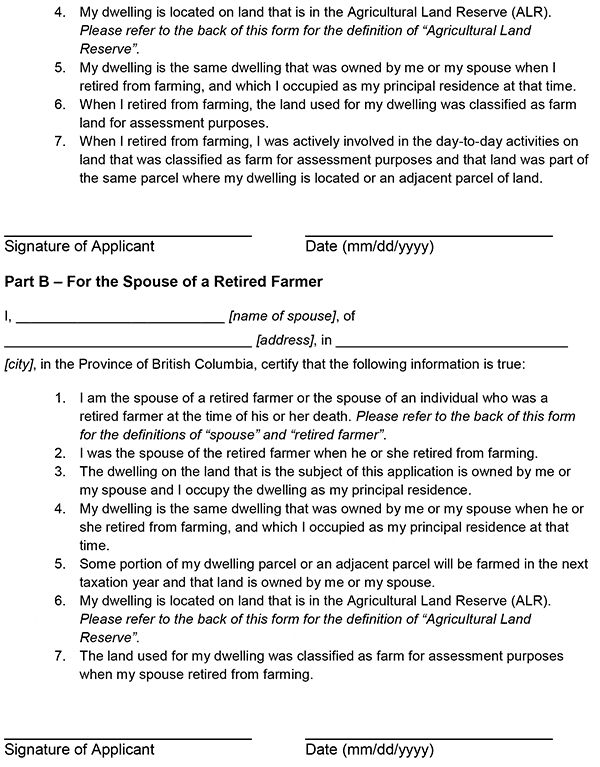 4. My dwelling is located on land that is in the Agricultural Land Reserve (ALR).
Please refer to the back of this form for the definition of “Agricultural Land
Reserve”.
5. My dwelling is the same dwelling that was owned by me or my spouse when I
retired from farming, and which I occupied as my principal residence at that time.
6. When I retired from farming, the land used for my dwelling was classified as farm
land for assessment purposes.
7. When I retired from farming, I was actively involved in the day-to-day activities on
land that was classified as farm for assessment purposes and that land was part of
the same parcel where my dwelling is located or an adjacent parcel of land.
Signature of Applicant Date (mm/dd/yyyy)
Part B – For the Spouse of a Retired Farmer
I, ___________________________ [name of spouse], of
________________________________ [address], in ______________________________
[city], in the Province of British Columbia, certify that the following information is true:
1. I am the spouse of a retired farmer or the spouse of an individual who was a
retired farmer at the time of his or her death. Please refer to the back of this form
for the definitions of “spouse” and “retired farmer”.
2. I was the spouse of the retired farmer when he or she retired from farming.
3. The dwelling on the land that is the subject of this application is owned by me or
my spouse and I occupy the dwelling as my principal residence.
4. My dwelling is the same dwelling that was owned by me or my spouse when he or
she retired from farming, and which I occupied as my principal residence at that
time.
5. Some portion of my dwelling parcel or an adjacent parcel will be farmed in the next
taxation year and that land is owned by me or my spouse.
6. My dwelling is located on land that is in the Agricultural Land Reserve (ALR).
Please refer to the back of this form for the definition of “Agricultural Land
Reserve”.
7. The land used for my dwelling was classified as farm for assessment purposes
when my spouse retired from farming.
Signature of Applicant Date (mm/dd/yyyy)